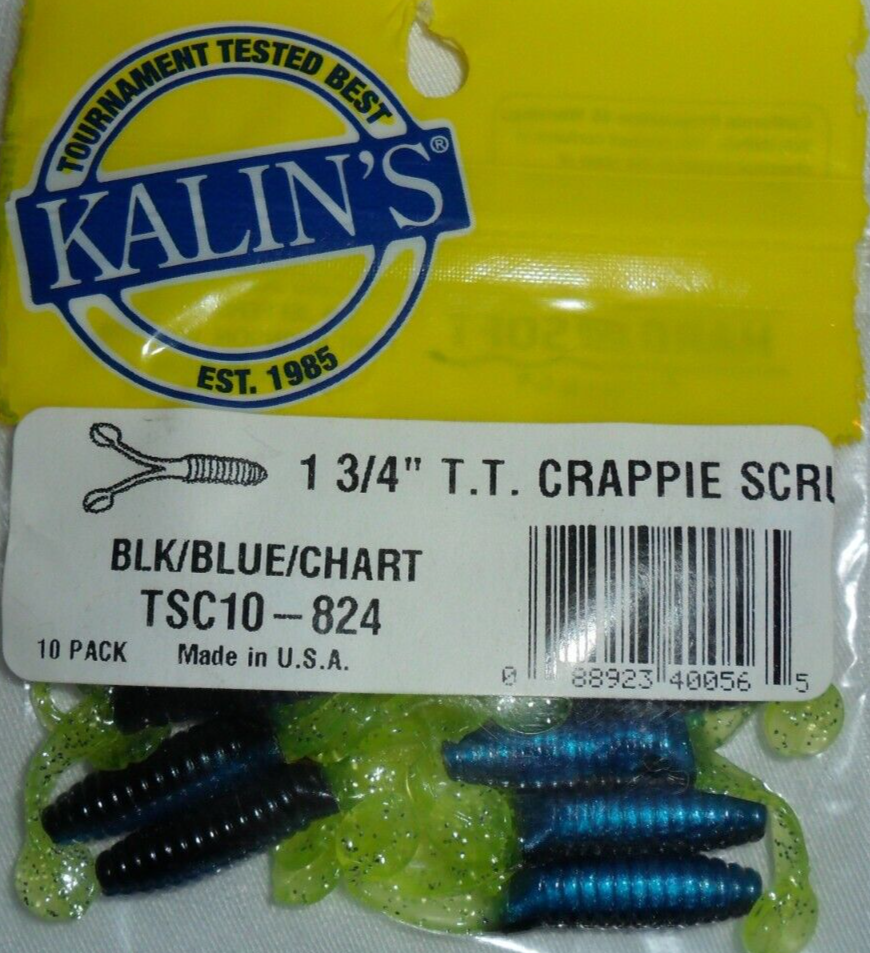 TOURNAMENT TESTED BEST
KALIN'S®
EST. 1985
1 3/4" T.T. CRAPPIE SCRU
BLK/BLUE/CHART
TSC10-824
10 PACK Made in U.S.A.
0 88923 40056 5